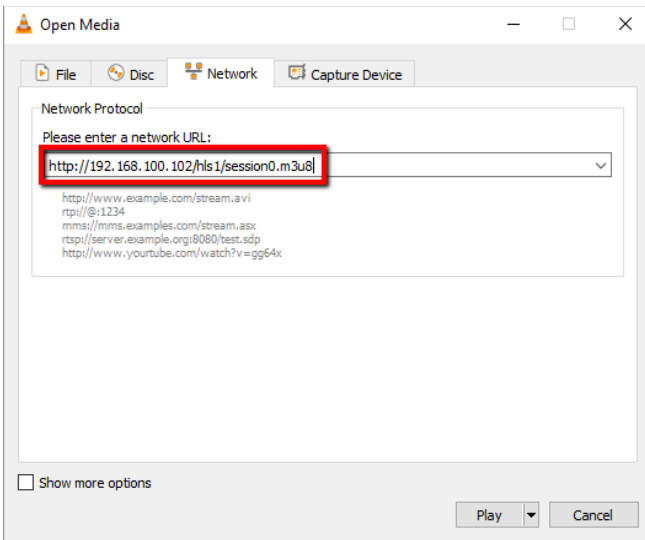 Open Media
File Disc Network Capture Device
Network Protocol
Please enter a network URL:
http://192.168.100.102/hls1/session0.m3u8
http://www.example.com/stream.avi
rtp://@:1234
mms://mms.examples.com/stream.asx
rtsp://server.example.org:8080/test.sdp
http://www.yourtube.com/watch?v=gg64x
Show more options
Play Cancel